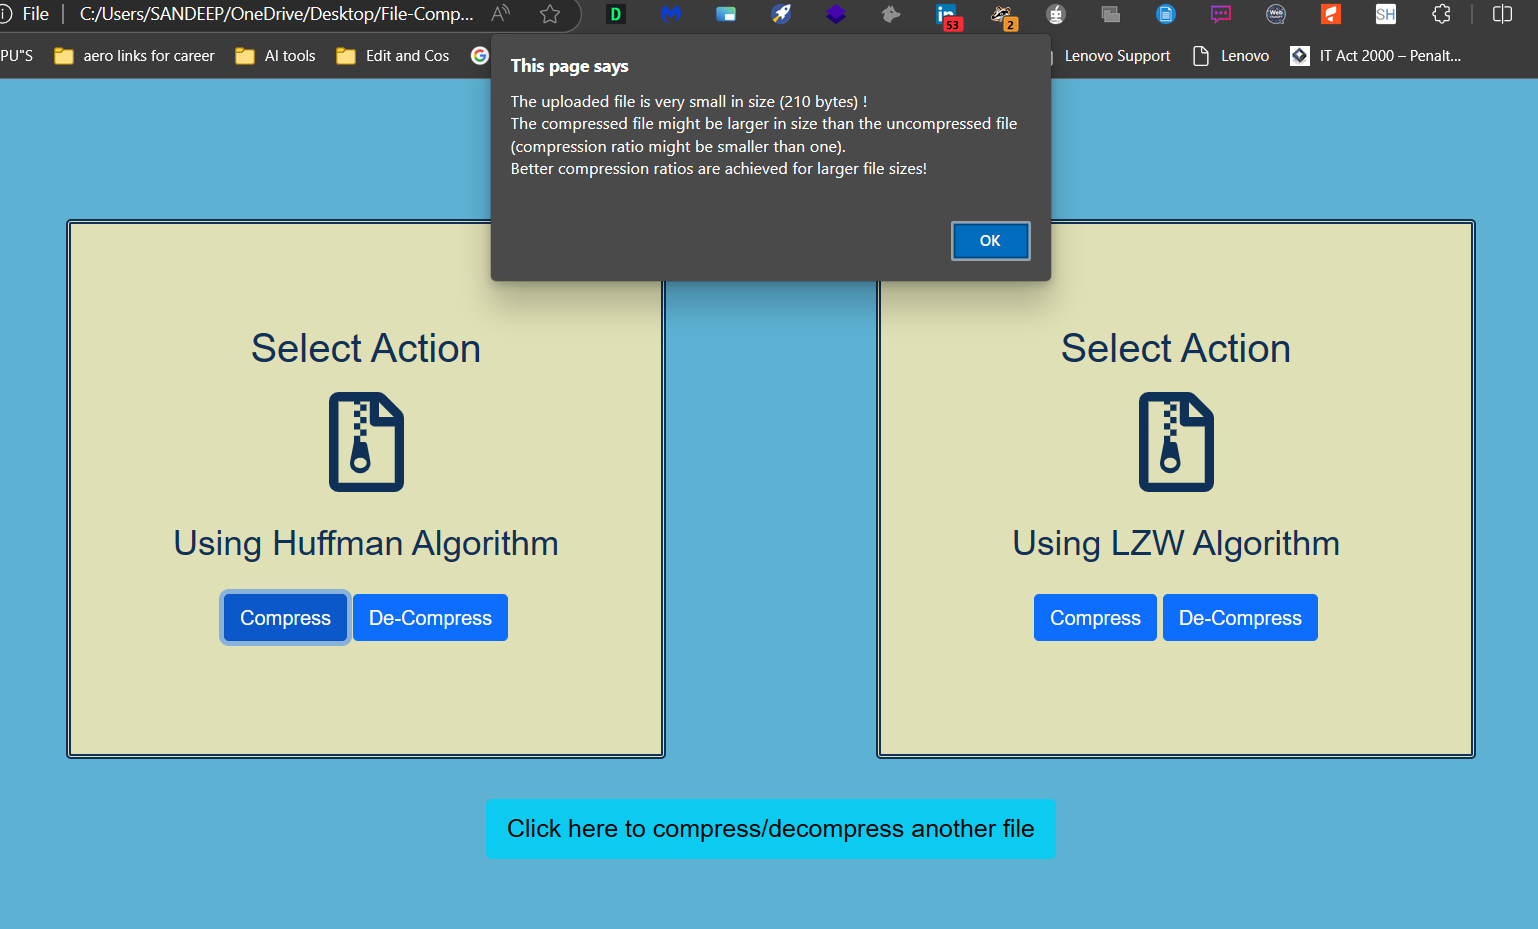 File C:/Users/SANDEEP/OneDrive/Desktop/File-Comp... A D in 53 2 Web SH
PU"S aero links for career AI tools Edit and Cos G Lenovo Support Lenovo IT Act 2000 – Penalt...
This page says
The uploaded file is very small in size (210 bytes) !
The compressed file might be larger in size than the uncompressed file
(compression ratio might be smaller than one).
Better compression ratios are achieved for larger file sizes!
OK
Select Action
Using Huffman Algorithm
Compress De-Compress
Select Action
Using LZW Algorithm
Compress De-Compress
Click here to compress/decompress another file